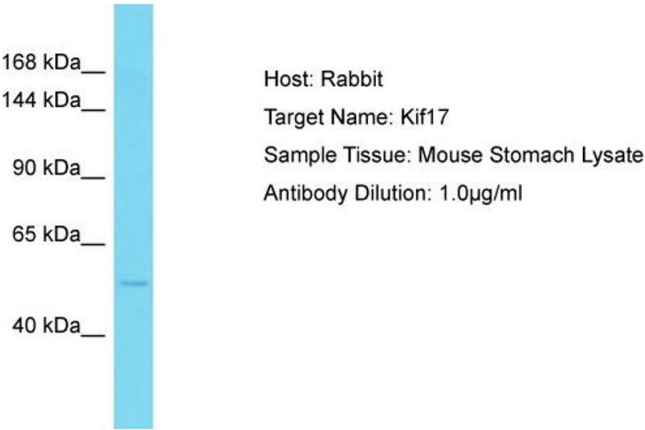 168 kDa__
144 kDa__
90 kDa__
65 kDa__
40 kDa__
Host: Rabbit
Target Name: Kif17
Sample Tissue: Mouse Stomach Lysate
Antibody Dilution: 1.0µg/ml